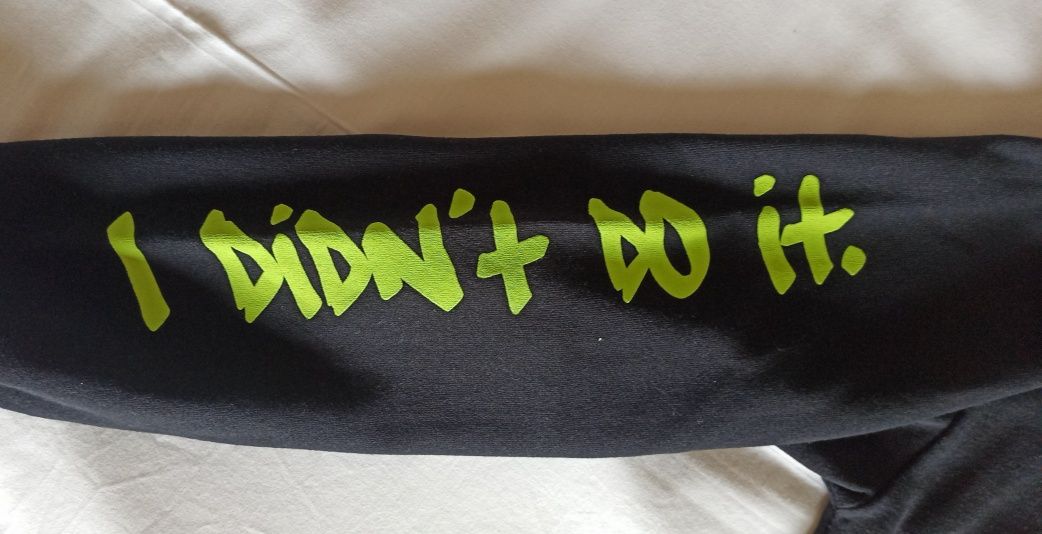 I DiDN't DO it.